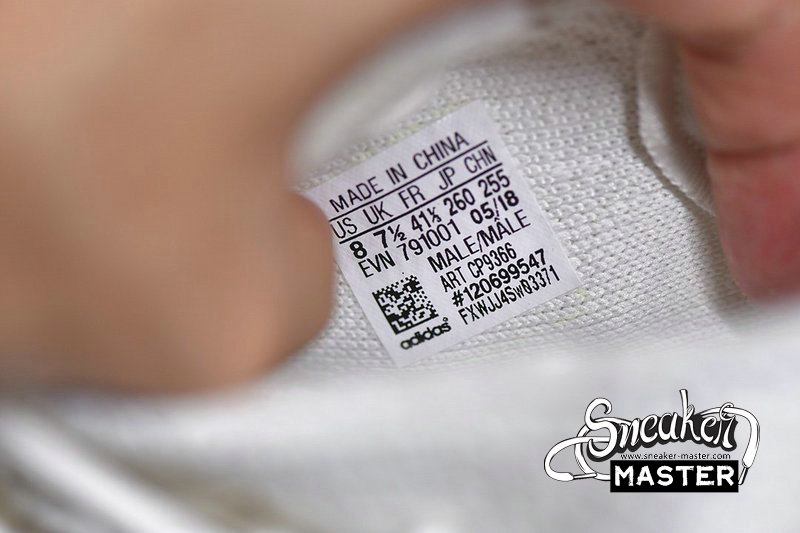 MADE IN CHINA
US UK FR JP CHN
8 7½ 41⅓ 260 255
EVN 791001 05/18
MALE/MÂLE
ART CP9366
#120699547
FXWJJ4SW03371
adidas®
Sneaker
www.sneaker-master.com
MASTER